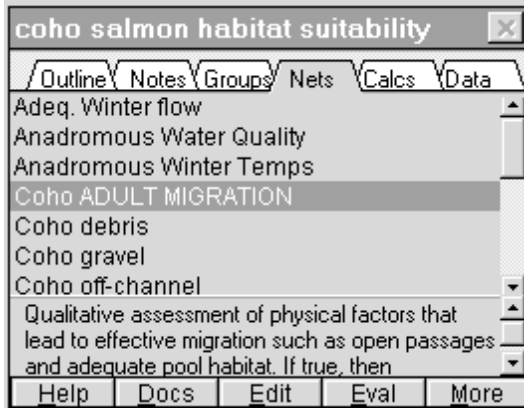 coho salmon habitat suitability
Outline Notes Groups Nets Calcs Data
Adeq. Winter flow
Anadromous Water Quality
Anadromous Winter Temps
Coho ADULT MIGRATION
Coho debris
Coho gravel
Coho off-channel
Qualitative assessment of physical factors that
lead to effective migration such as open passages
and adequate pool habitat. If true, then
Help Docs Edit Eval More